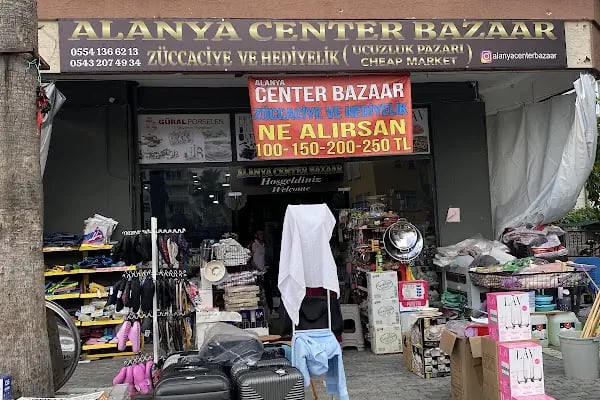 ALANYA CENTER BAZAAR
0554 136 62 13
0543 207 49 34
ZÜCCACİYE VE HEDİYELİK ( UCUZLUK PAZARI ) CHEAP MARKET
alanyacenterbazaar
ALANYA
CENTER BAZAAR
ZÜCCACİYE VE HEDİYELİK
NE ALIRSAN
100-150-200-250 TL
GÜRAL PORSELEN
ALANYA CENTER BAZAAR
Hoşgeldiniz
Welcome